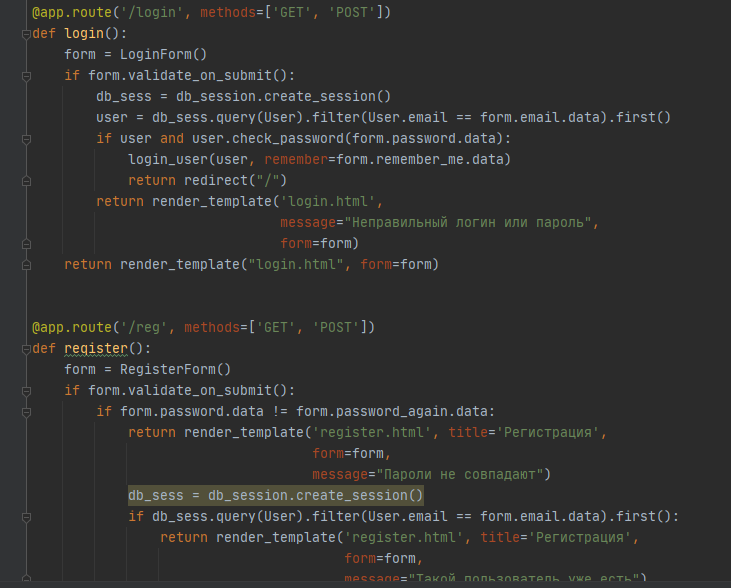 @app.route('/login', methods=['GET', 'POST'])
def login():
    form = LoginForm()
    if form.validate_on_submit():
        db_sess = db_session.create_session()
        user = db_sess.query(User).filter(User.email == form.email.data).first()
        if user and user.check_password(form.password.data):
            login_user(user, remember=form.remember_me.data)
            return redirect("/")
        return render_template('login.html',
                               message="Неправильный логин или пароль",
                               form=form)
    return render_template("login.html", form=form)
@app.route('/reg', methods=['GET', 'POST'])
def register():
    form = RegisterForm()
    if form.validate_on_submit():
        if form.password.data != form.password_again.data:
            return render_template('register.html', title='Регистрация',
                                   form=form,
                                   message="Пароли не совпадают")
            db_sess = db_session.create_session()
            if db_sess.query(User).filter(User.email == form.email.data).first():
                return render_template('register.html', title='Регистрация',
                                       form=form,
                                       message="Такой пользователь уже есть")